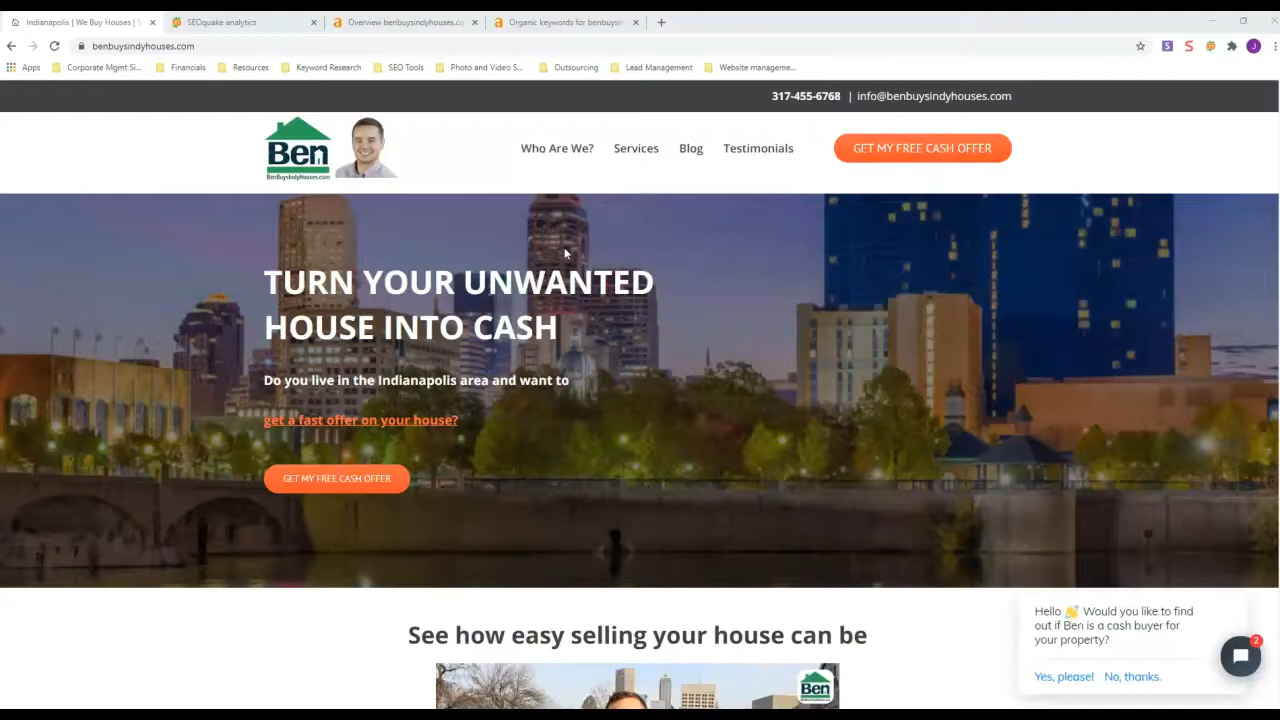 Indianapolis | We Buy Houses |
SEOquake analytics
Overview benbuysindyhouses.co
Organic keywords for benbuysin
benbuysindyhouses.com
Apps
Corporate Mgmt Si...
Financials
Resources
Keyword Research
SEO Tools
Photo and Video S...
Outsourcing
Lead Management
Website manageme...
317-455-6768 | info@benbuysindyhouses.com
Ben
BenBuysIndyHouses.com
Who Are We?
Services
Blog
Testimonials
GET MY FREE CASH OFFER
TURN YOUR UNWANTED
HOUSE INTO CASH
Do you live in the Indianapolis area and want to
get a fast offer on your house?
GET MY FREE CASH OFFER
See how easy selling your house can be
Ben
Hello 👋 Would you like to find
out if Ben is a cash buyer for
your property?
Yes, please! No, thanks.
2